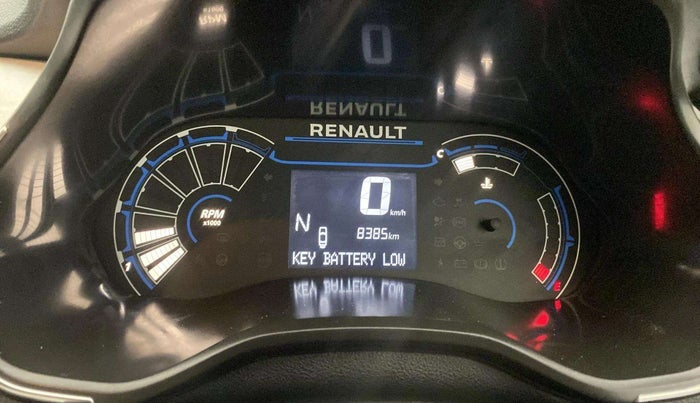 RENAULT
C
0 km/h
RPM
x1000
N
8385km
KEY BATTERY LOW